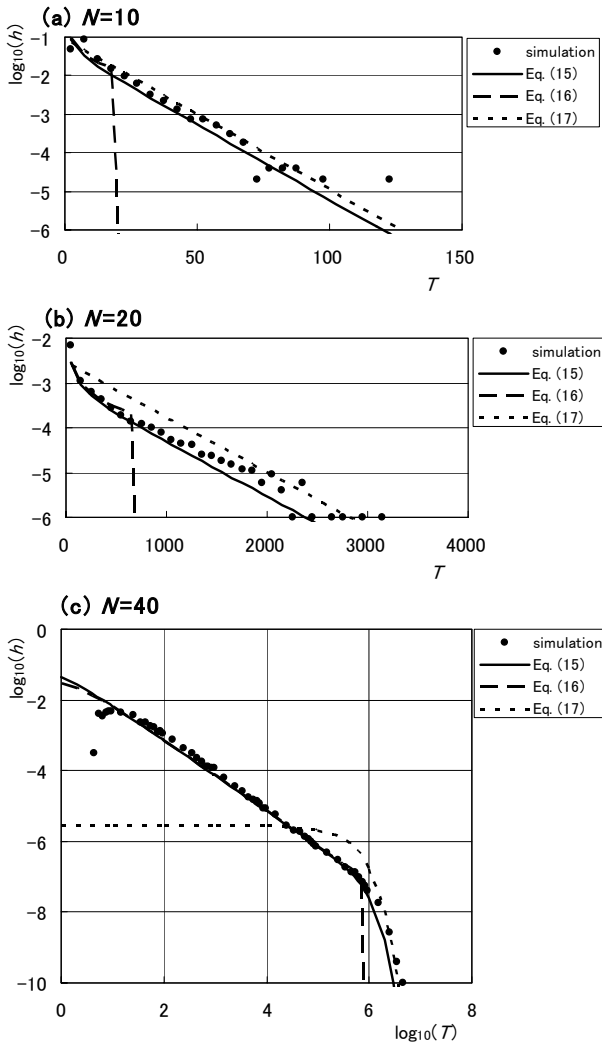 (a) N=10
log₁₀(h)
-1
-2
-3
-4
-5
-6
0
50
100
150
T
simulation
Eq. (15)
Eq. (16)
Eq. (17)
(b) N=20
log₁₀(h)
-2
-3
-4
-5
-6
0
1000
2000
3000
4000
T
simulation
Eq. (15)
Eq. (16)
Eq. (17)
(c) N=40
log₁₀(h)
0
-2
-4
-6
-8
-10
0
2
4
6
8
log₁₀(T)
simulation
Eq. (15)
Eq. (16)
Eq. (17)